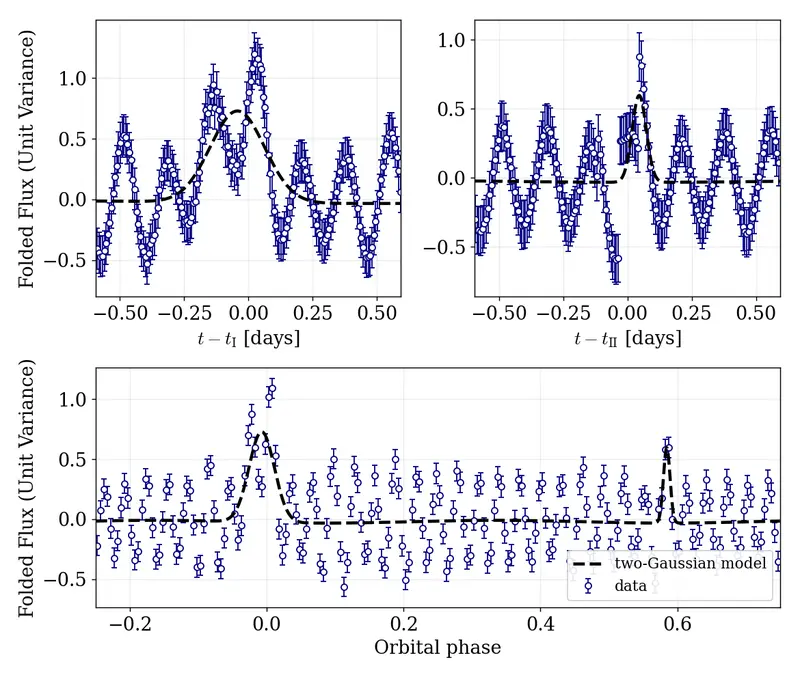 Folded Flux (Unit Variance)
1.0
0.5
0.0
−0.5
−0.50 −0.25 0.00 0.25 0.50
t − tI [days]
1.0
0.5
0.0
−0.5
−0.50 −0.25 0.00 0.25 0.50
t − tII [days]
Folded Flux (Unit Variance)
1.0
0.5
0.0
−0.5
two-Gaussian model
data
−0.2 0.0 0.2 0.4 0.6
Orbital phase